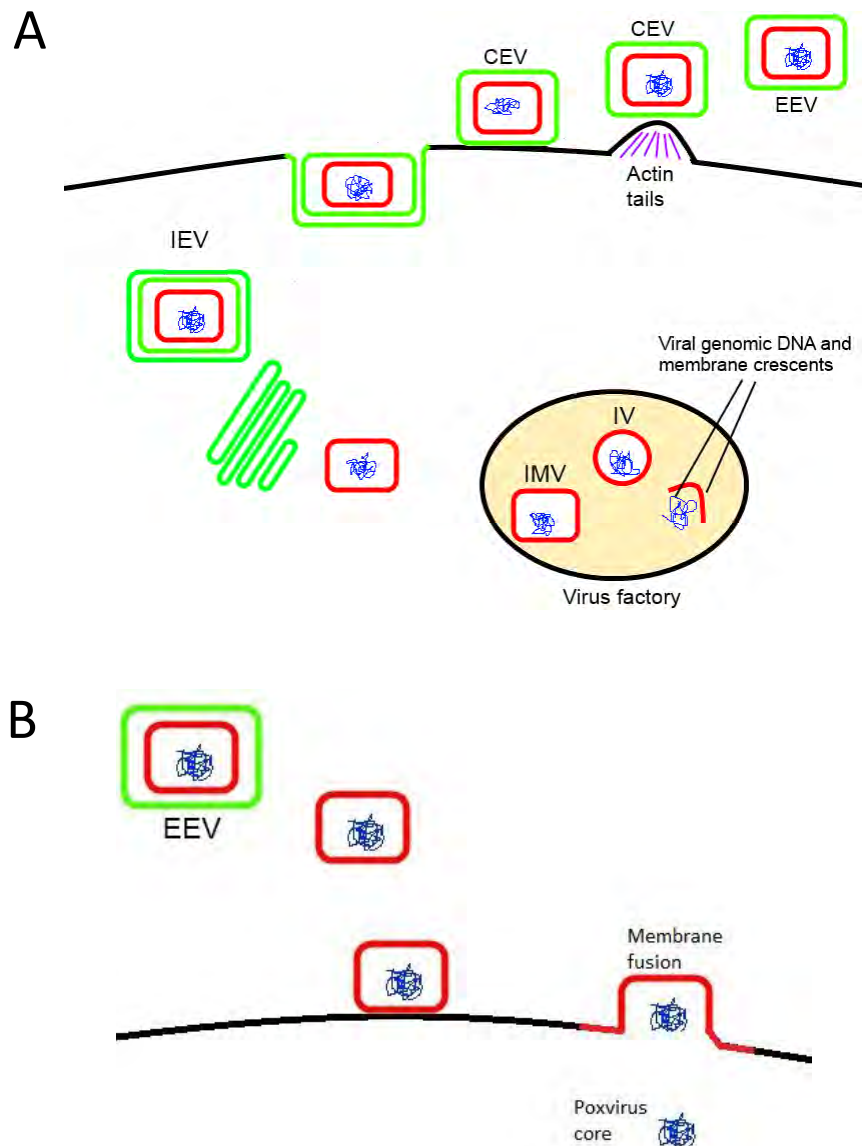 A
CEV
CEV
EEV
Actin
tails
IEV
Viral genomic DNA and
membrane crescents
IV
IMV
Virus factory
B
EEV
Membrane
fusion
Poxvirus
core